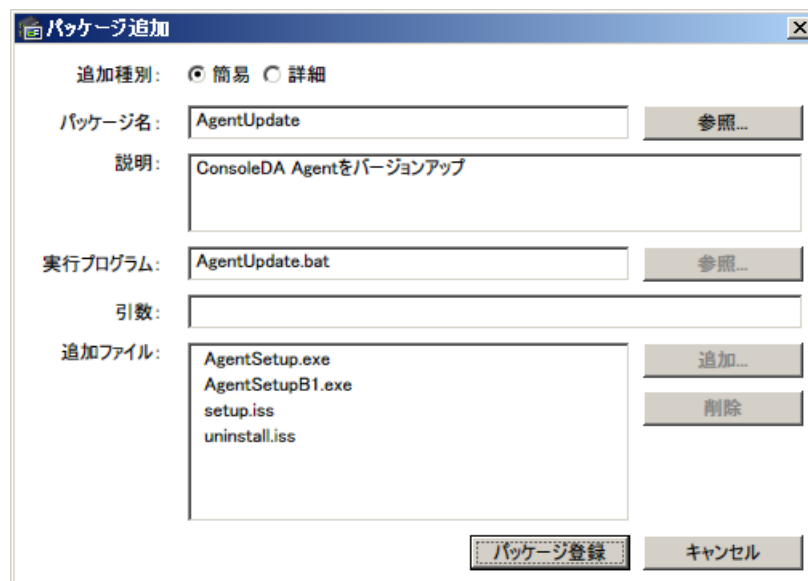 パッケージ追加
追加種別: 簡易 詳細
パッケージ名: AgentUpdate 参照...
説明: ConsoleDA Agentをバージョンアップ
実行プログラム: AgentUpdate.bat 参照...
引数:
追加ファイル: AgentSetup.exe 追加...
AgentSetupB1.exe
setup.iss 削除
uninstall.iss
パッケージ登録 キャンセル